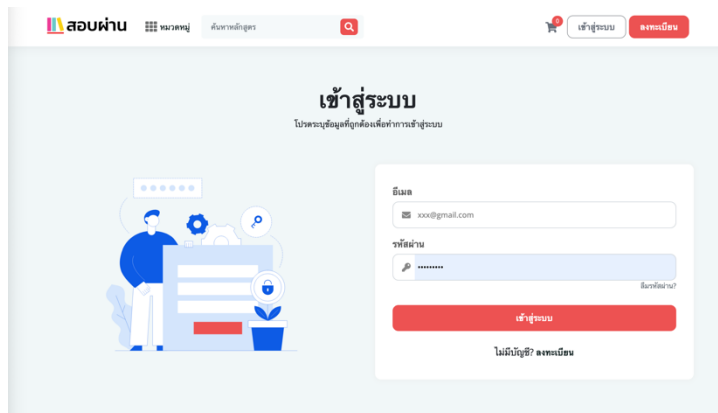 สอบผ่าน
หมวดหมู่
ค้นหาหลักสูตร
0
เข้าสู่ระบบ
ลงทะเบียน
เข้าสู่ระบบ
โปรดระบุข้อมูลที่ถูกต้องเพื่อทำการเข้าสู่ระบบ
อีเมล
xxx@gmail.com
รหัสผ่าน
•••••••••
ลืมรหัสผ่าน?
เข้าสู่ระบบ
ไม่มีบัญชี? ลงทะเบียน